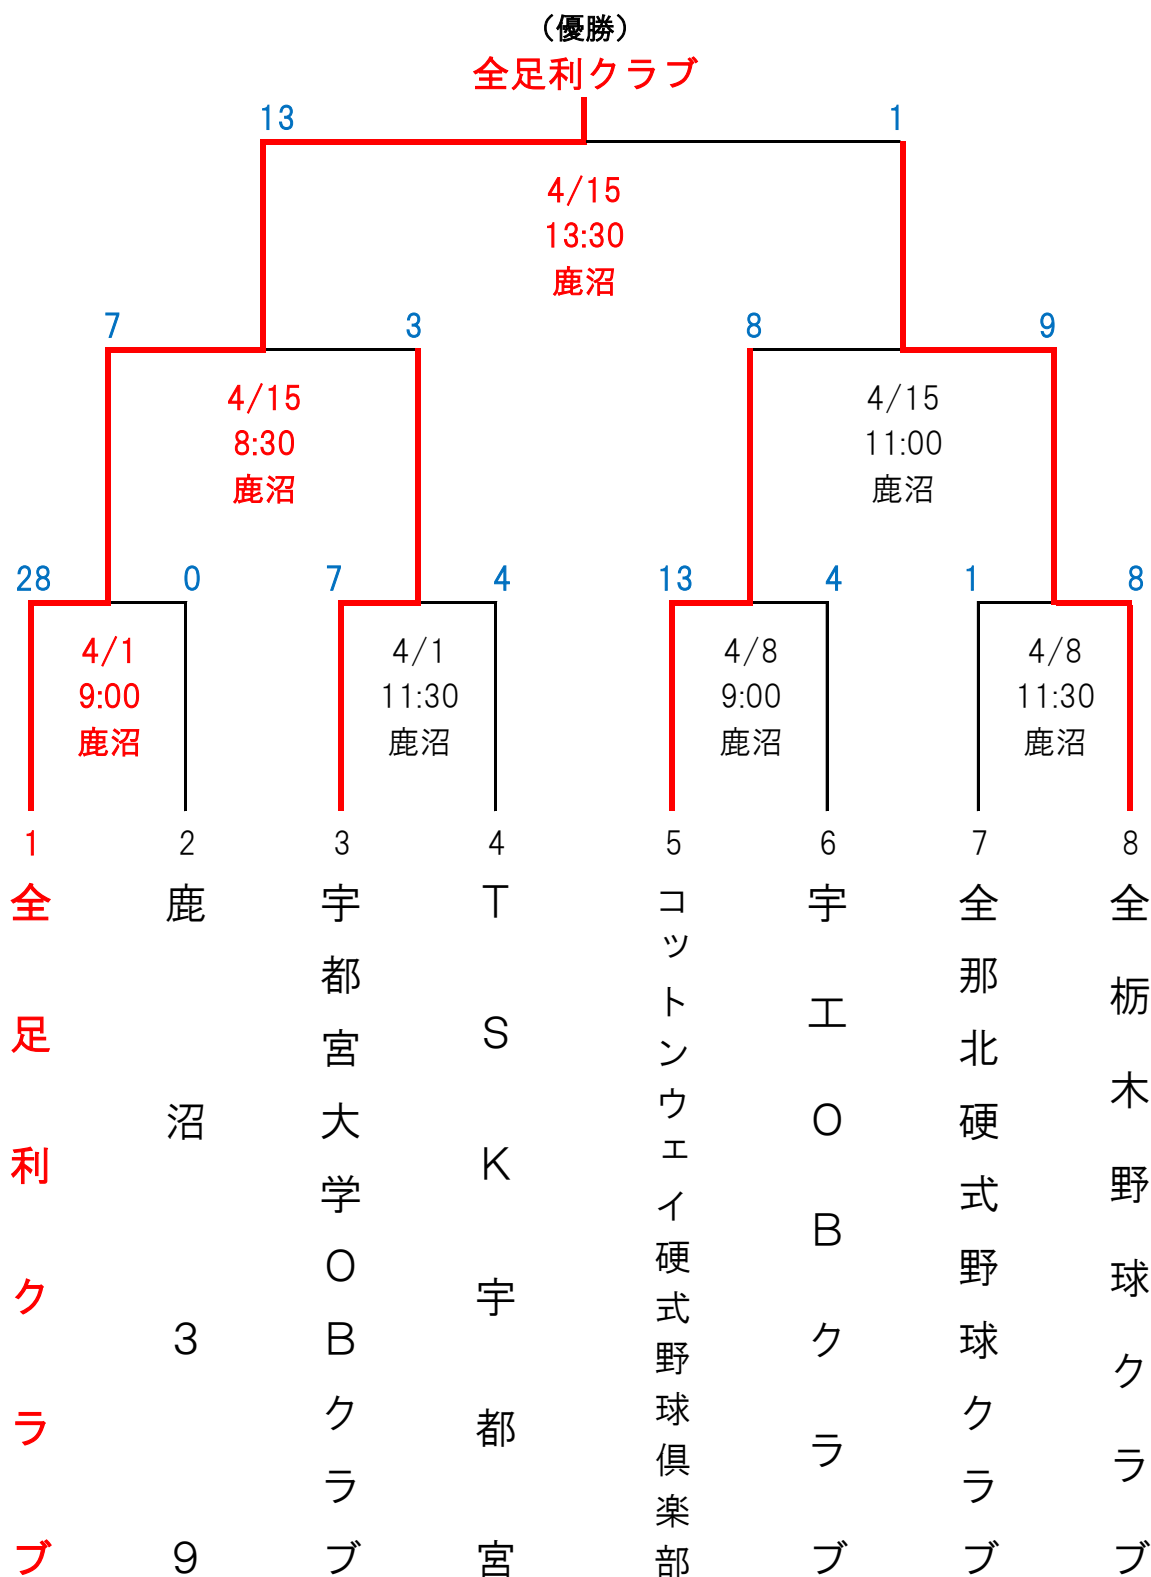 （優勝）
全足利クラブ
13
1
4/15
13:30
鹿沼
7
3
8
9
4/15
8:30
鹿沼
4/15
11:00
鹿沼
28
0
7
4
13
4
1
8
4/1
9:00
鹿沼
4/1
11:30
鹿沼
4/8
9:00
鹿沼
4/8
11:30
鹿沼
1
2
3
4
5
6
7
8
全足利クラブ
鹿沼39
宇都宮大学OBクラブ
TSK宇都宮
コットンウェイ硬式野球倶楽部
宇工OBクラブ
全那北硬式野球クラブ
全栃木野球クラブ